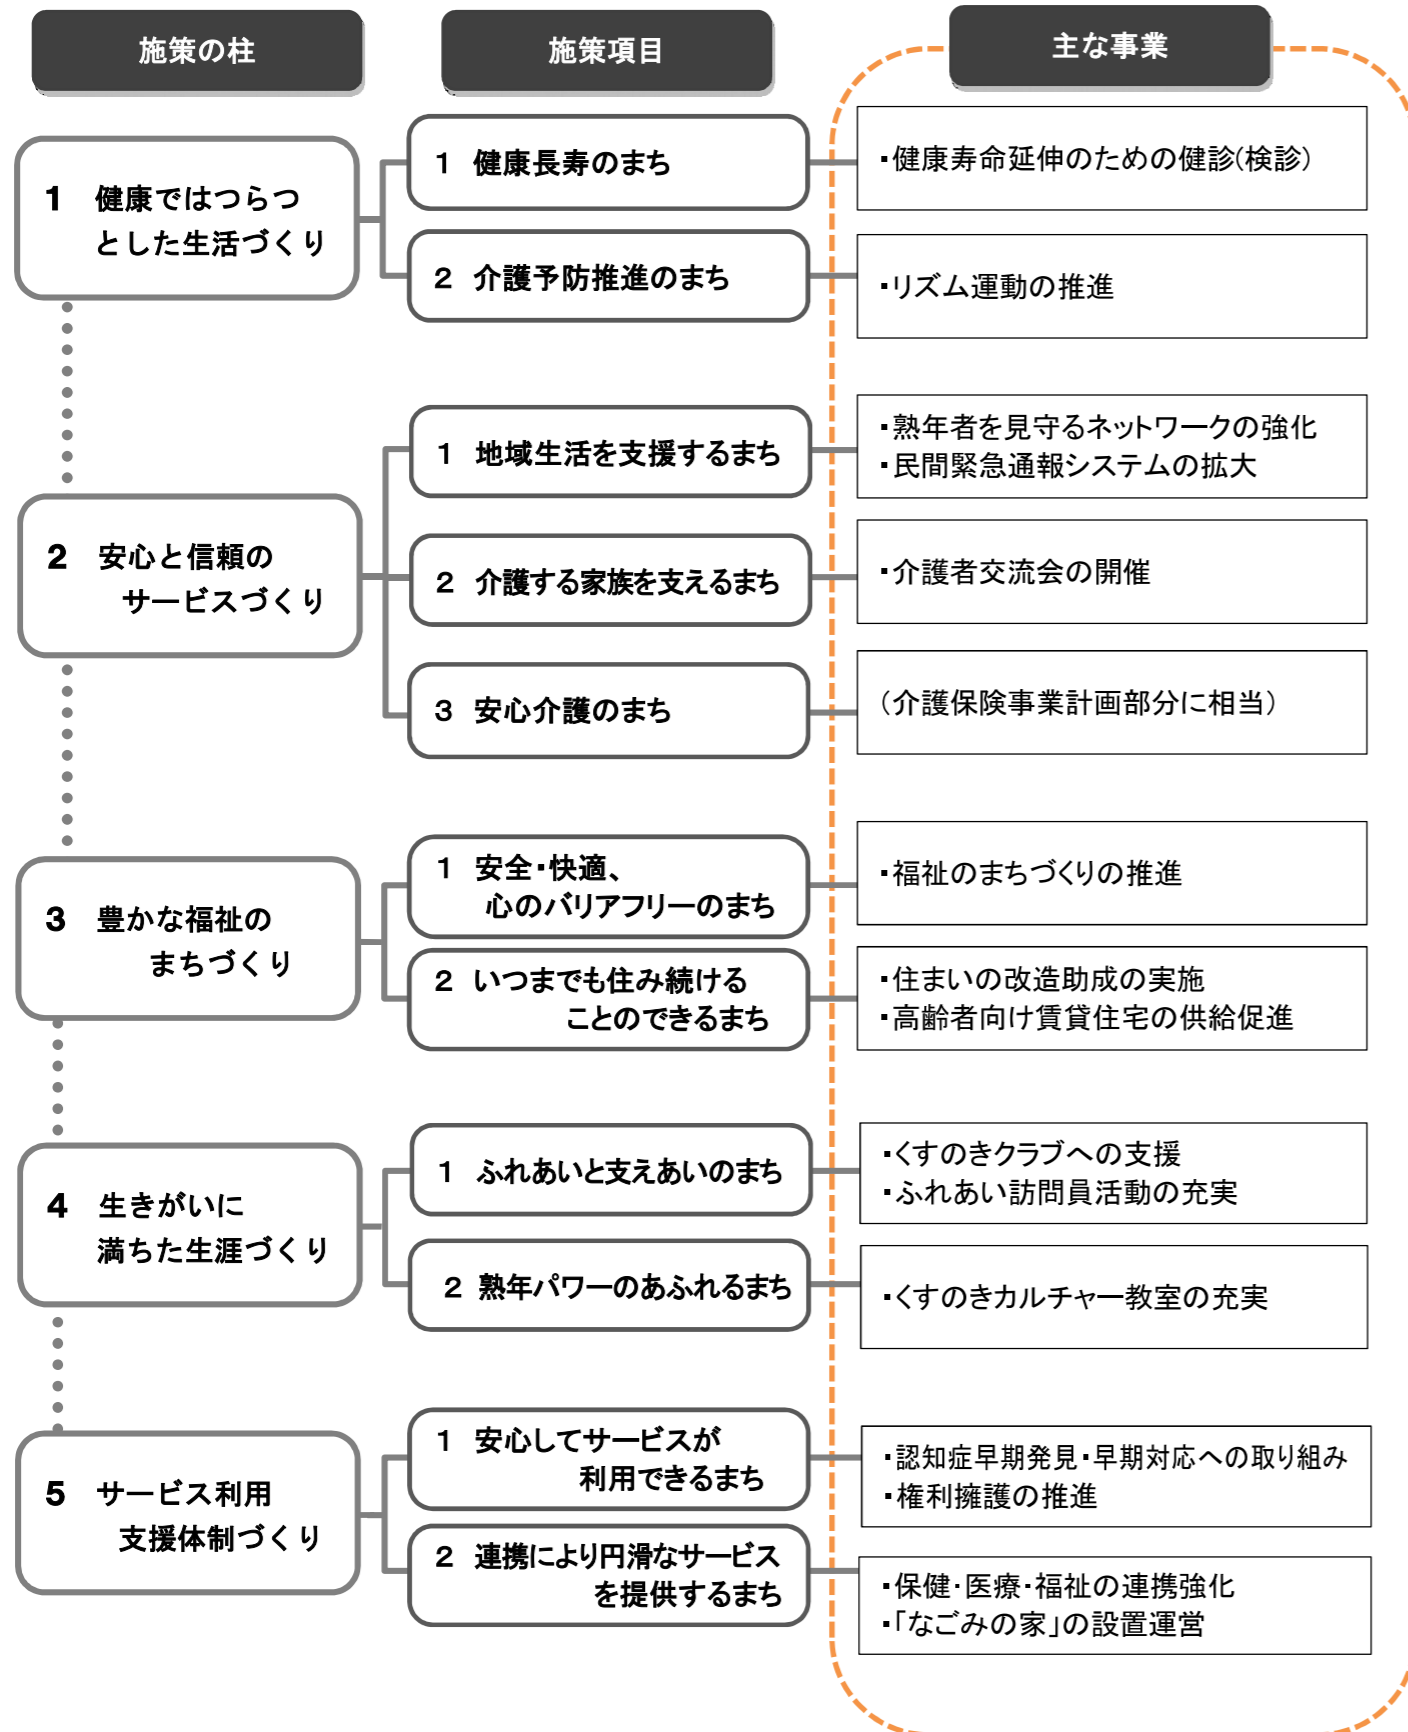 施策の柱
施策項目
主な事業
1 健康ではつらつ
とした生活づくり
1 健康長寿のまち
・健康寿命延伸のための健診(検診)
2 介護予防推進のまち
・リズム運動の推進
2 安心と信頼の
サービスづくり
1 地域生活を支援するまち
・熟年者を見守るネットワークの強化
・民間緊急通報システムの拡大
2 介護する家族を支えるまち
・介護者交流会の開催
3 安心介護のまち
(介護保険事業計画部分に相当)
3 豊かな福祉の
まちづくり
1 安全・快適、
心のバリアフリーのまち
・福祉のまちづくりの推進
2 いつまでも住み続ける
ことのできるまち
・住まいの改造助成の実施
・高齢者向け賃貸住宅の供給促進
4 生きがいに
満ちた生涯づくり
1 ふれあいと支えあいのまち
・くすのきクラブへの支援
・ふれあい訪問員活動の充実
2 熟年パワーのあふれるまち
・くすのきカルチャー教室の充実
5 サービス利用
支援体制づくり
1 安心してサービスが
利用できるまち
・認知症早期発見・早期対応への取り組み
・権利擁護の推進
2 連携により円滑なサービス
を提供するまち
・保健・医療・福祉の連携強化
・「なごみの家」の設置運営